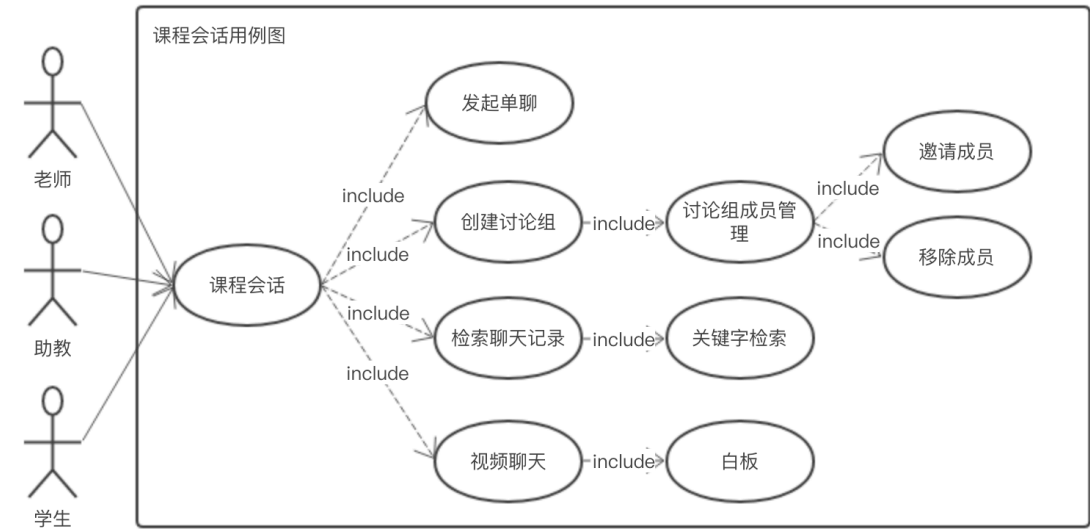 课程会话用例图
老师
助教
学生
课程会话
include
include
include
include
发起单聊
创建讨论组
检索聊天记录
视频聊天
include
include
include
讨论组成员管
理
关键字检索
白板
include
include
邀请成员
移除成员